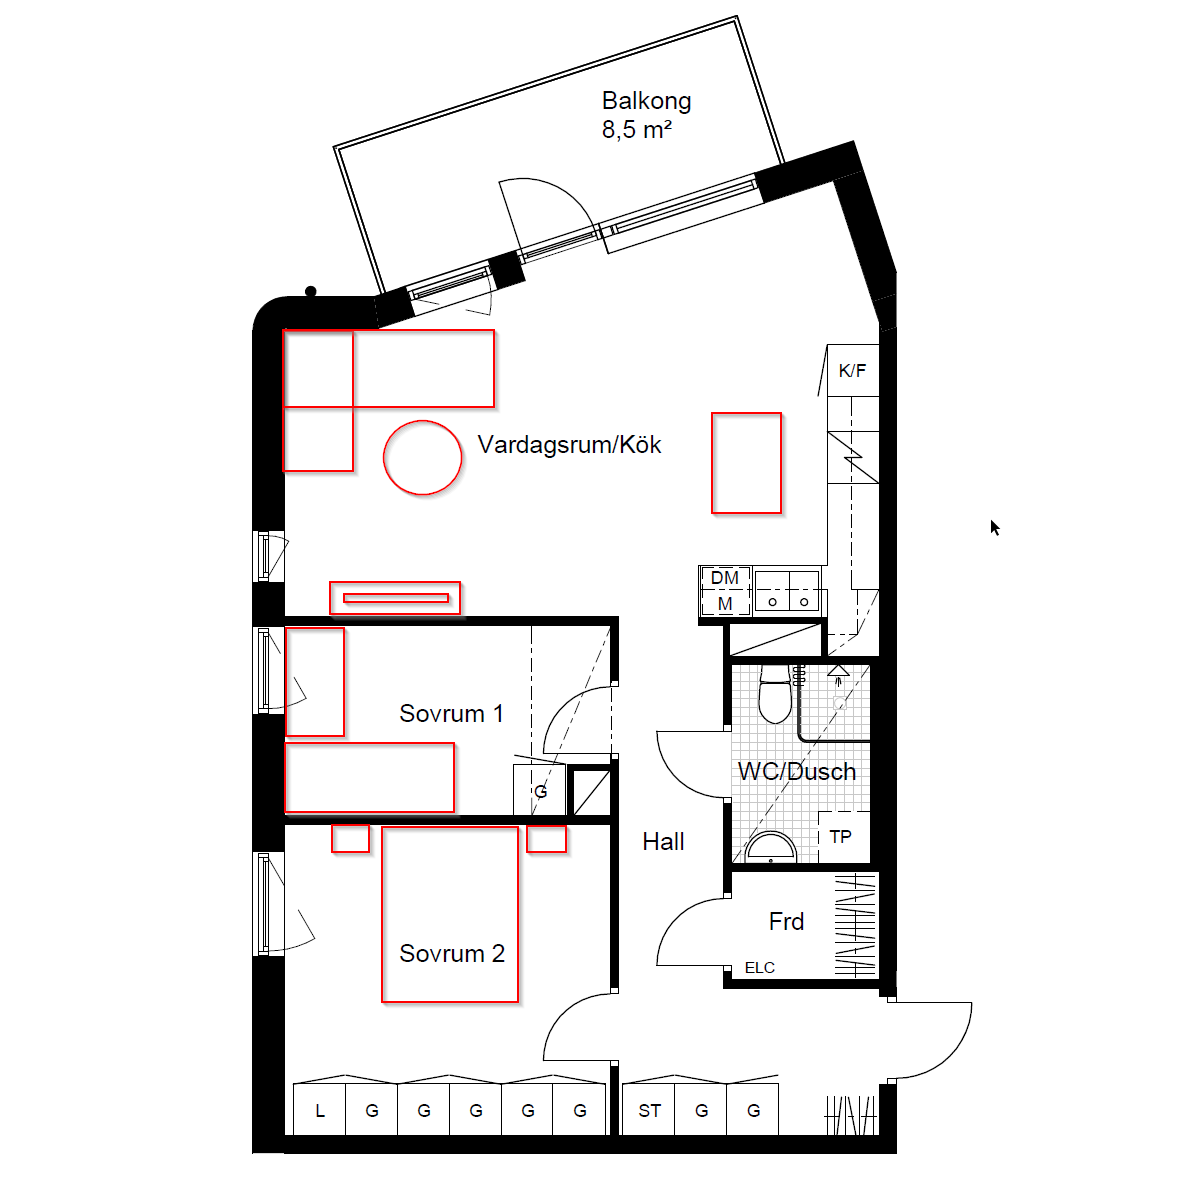 Balkong
8,5 m²
K/F
Vardagsrum/Kök
DM
M
Sovrum 1
G
WC/Dusch
TP
Hall
Frd
ELC
Sovrum 2
L G G G G G ST G G